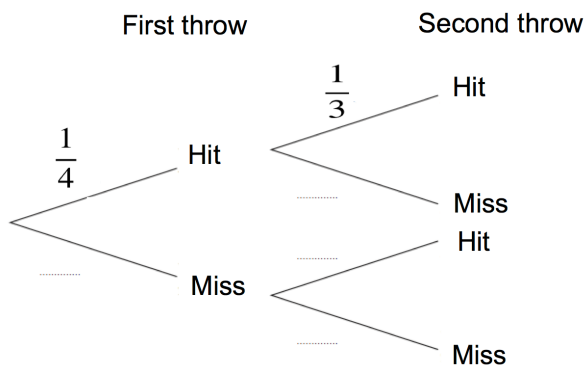 First throw
Second throw
1/3
Hit
1/4
Hit
Miss
Hit
Miss
Miss